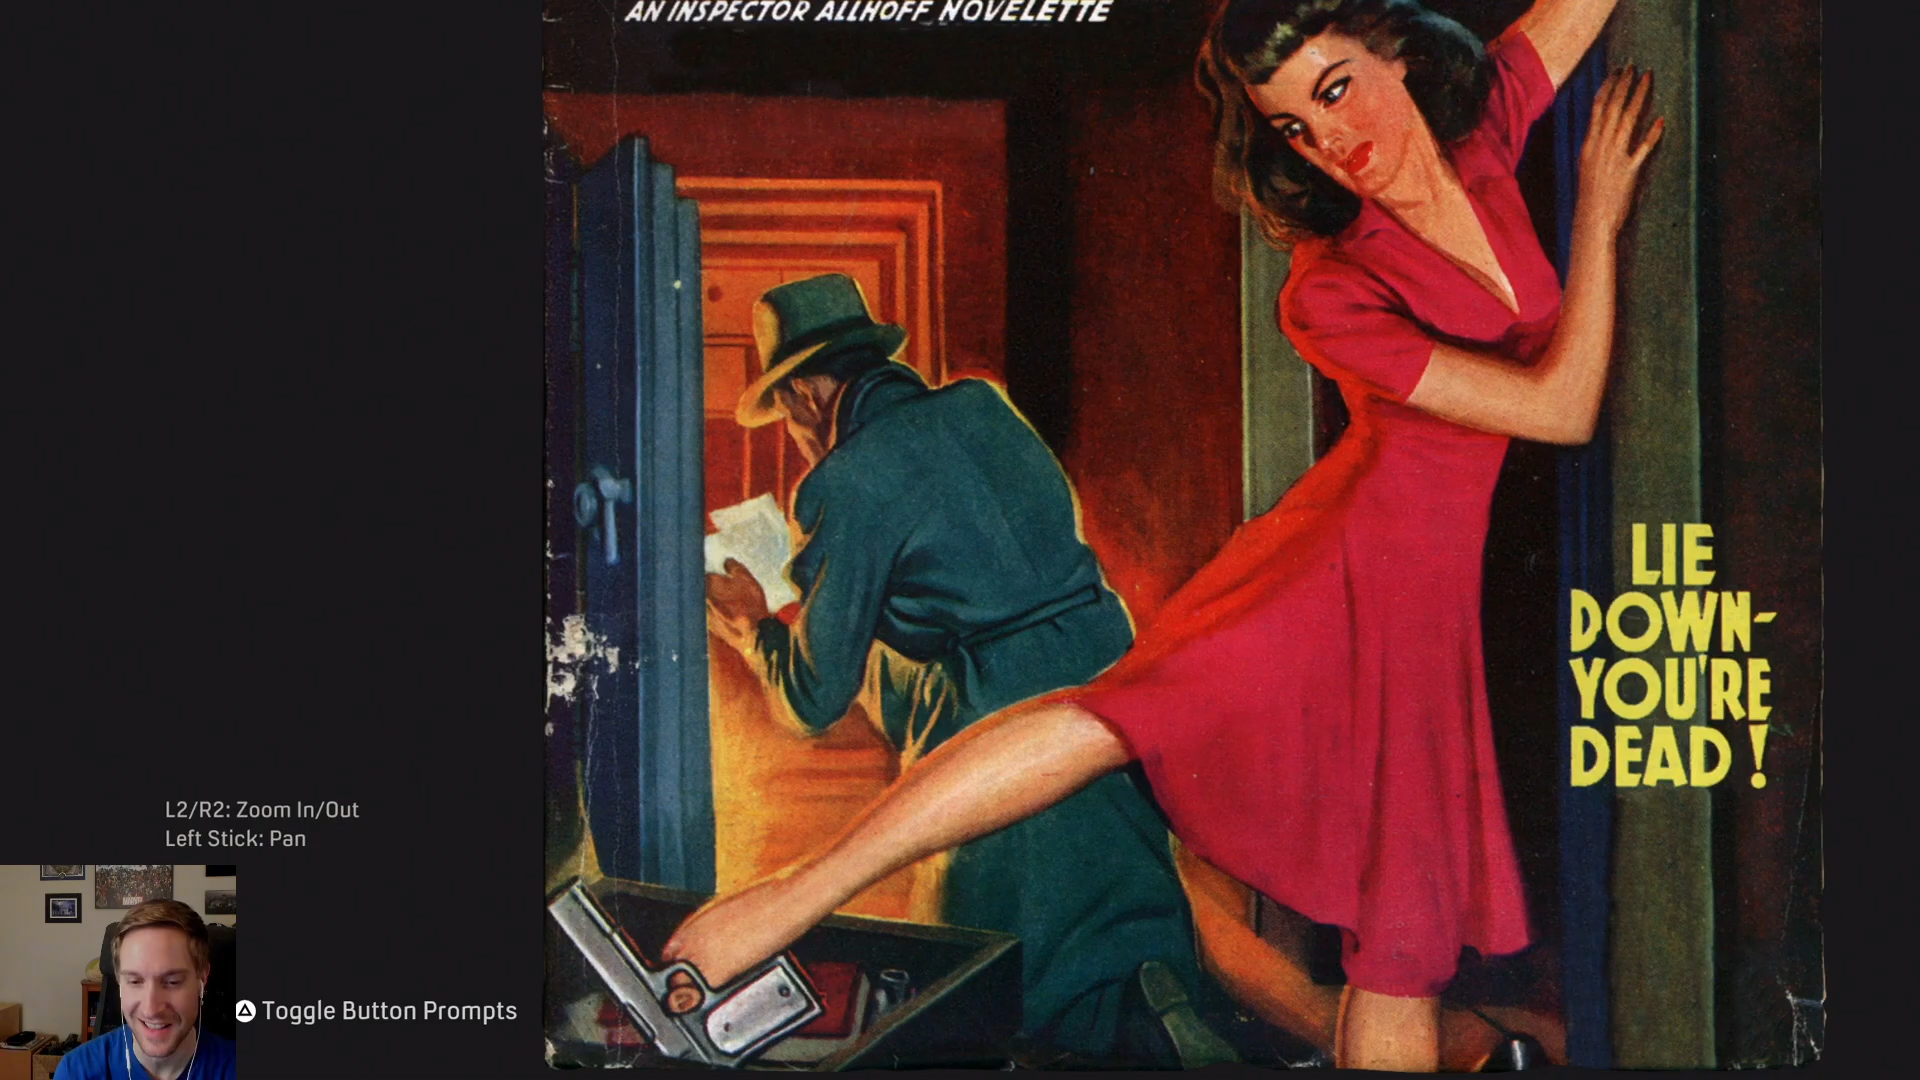 AN INSPECTOR ALLHOFF NOVELETTE
LIE
DOWN-
YOU'RE
DEAD!
L2/R2: Zoom In/Out
Left Stick: Pan
Toggle Button Prompts
MARVEL